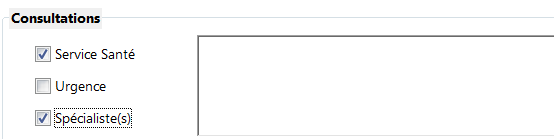 Consultations
Service Santé
Urgence
Spécialiste(s)